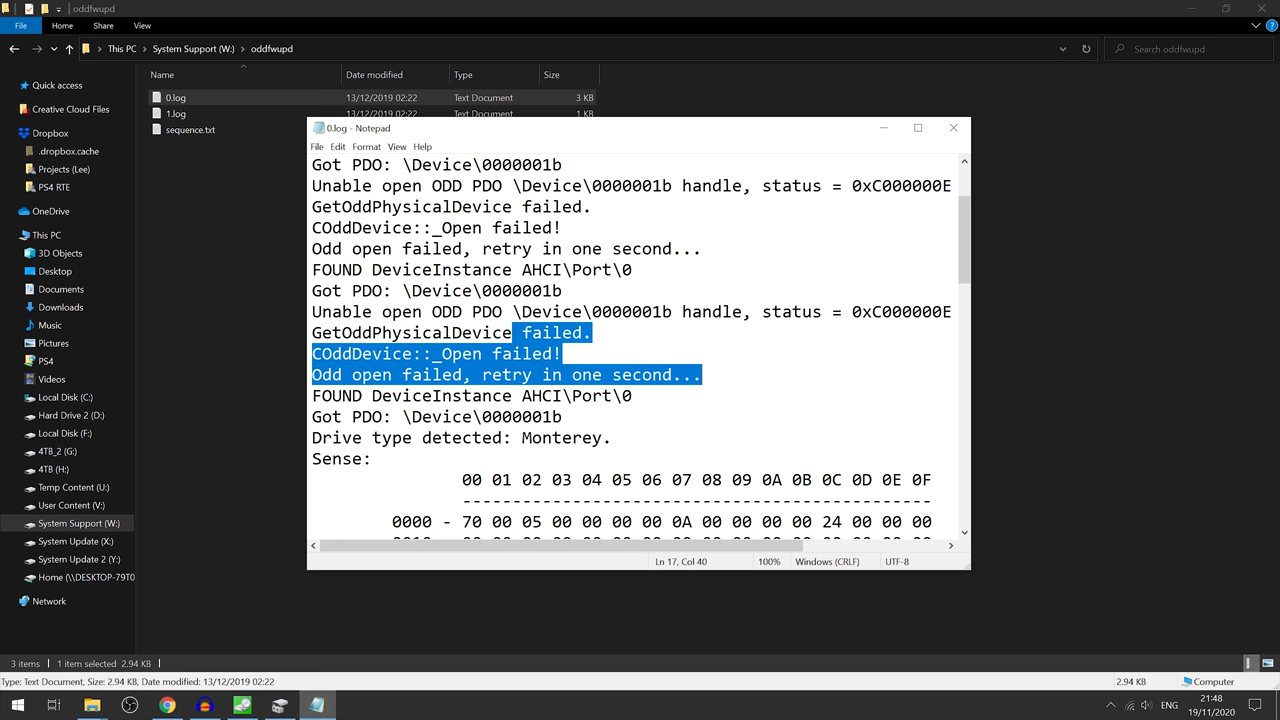 oddfwupd
File Home Share View
This PC > System Support (W:) > oddfwupd
Search oddfwupd
Name Date modified Type Size
0.log 13/12/2019 02:22 Text Document 3 KB
1.log 13/12/2019 02:22 Text Document 1 KB
sequence.txt
Quick access
Creative Cloud Files
Dropbox
.dropbox.cache
Projects (Lee)
PS4 RTE
OneDrive
This PC
3D Objects
Desktop
Documents
Downloads
Music
Pictures
PS4
Videos
Local Disk (C:)
Hard Drive 2 (D:)
Local Disk (F:)
4TB_2 (G:)
4TB (H:)
Temp Content (U:)
User Content (V:)
System Support (W:)
System Update (X:)
System Update 2 (Y:)
Home (\\DESKTOP-79T0
Network
0.log - Notepad
File Edit Format View Help
Got PDO: \Device\0000001b
Unable open ODD PDO \Device\0000001b handle, status = 0xC000000E
GetOddPhysicalDevice failed.
COddDevice::_Open failed!
Odd open failed, retry in one second...
FOUND DeviceInstance AHCI\Port\0
Got PDO: \Device\0000001b
Unable open ODD PDO \Device\0000001b handle, status = 0xC000000E
GetOddPhysicalDevice failed.
COddDevice::_Open failed!
Odd open failed, retry in one second...
FOUND DeviceInstance AHCI\Port\0
Got PDO: \Device\0000001b
Drive type detected: Monterey.
Sense:
00 01 02 03 04 05 06 07 08 09 0A 0B 0C 0D 0E 0F
-----------------------------------------------
0000 - 70 00 05 00 00 00 00 0A 00 00 00 00 24 00 00 00
Ln 17, Col 40 100% Windows (CRLF) UTF-8
3 items 1 item selected 2.94 KB
Type: Text Document, Size: 2.94 KB, Date modified: 13/12/2019 02:22 2.94 KB Computer
ENG
21:48
19/11/2020